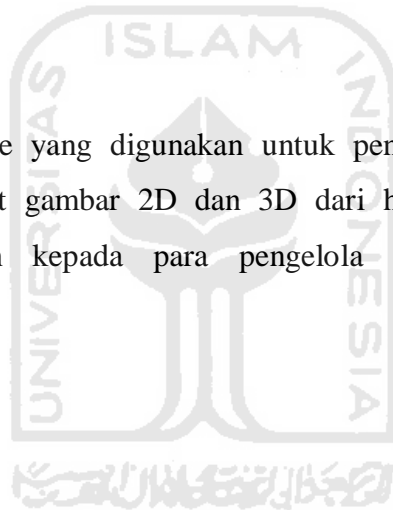 ISLAM
UNIVERSITAS
INDONESIA
e yang digunakan untuk pen
t gambar 2D dan 3D dari h
kepada para pengelola